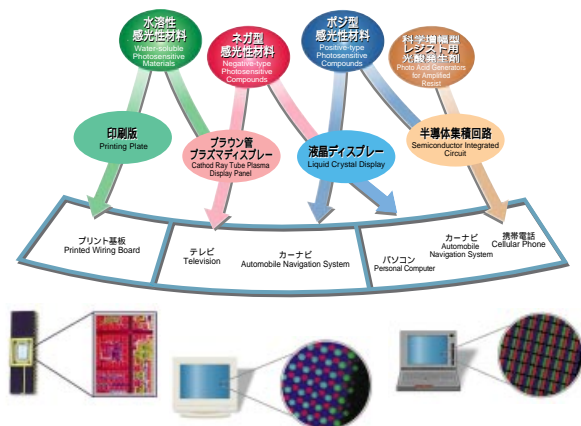 水溶性
感光性材料
Water-soluble
Photosensitive
Materials
ネガ型
感光性材料
Negative-type
Photosensitive
Compounds
ポジ型
感光性材料
Positive-type
Photosensitive
Compounds
科学増幅型
レジスト用
光酸発生剤
Photo Acid Generators
for Amplified
Resist
印刷版
Printing Plate
ブラウン管
プラズマディスプレー
Cathod Ray Tube Plasma
Display Panel
液晶ディスプレー
Liquid Crystal Display
半導体集積回路
Semiconductor Integrated
Circuit
プリント基板
Printed Wiring Board
テレビ
Television
カーナビ
Automobile Navigation System
パソコン
Personal Computer
カーナビ
Automobile
Navigation System
携帯電話
Cellular Phone